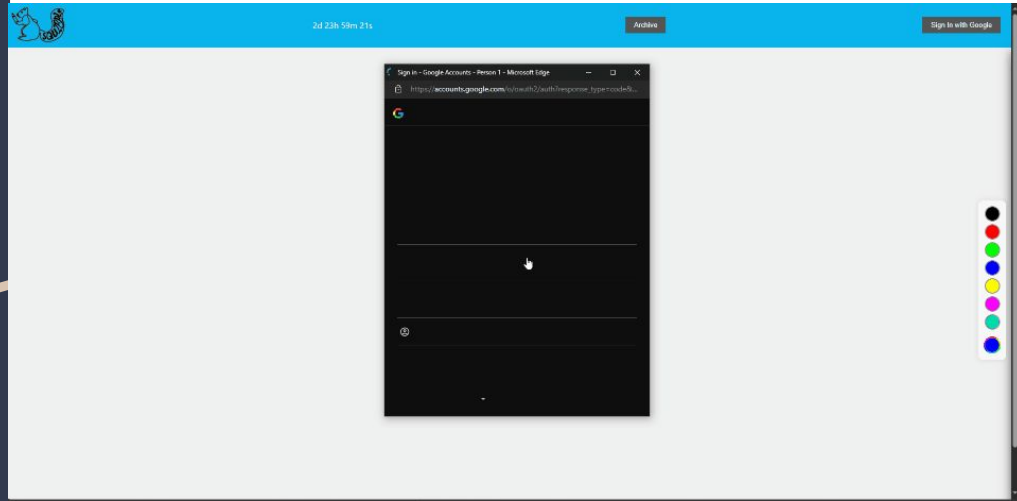 2d 23h 59m 21s
Archive
Sign In with Google
Sign in - Google Accounts - Person 1 - Microsoft Edge
https://accounts.google.com/o/oauth2/auth?response_type=code&...